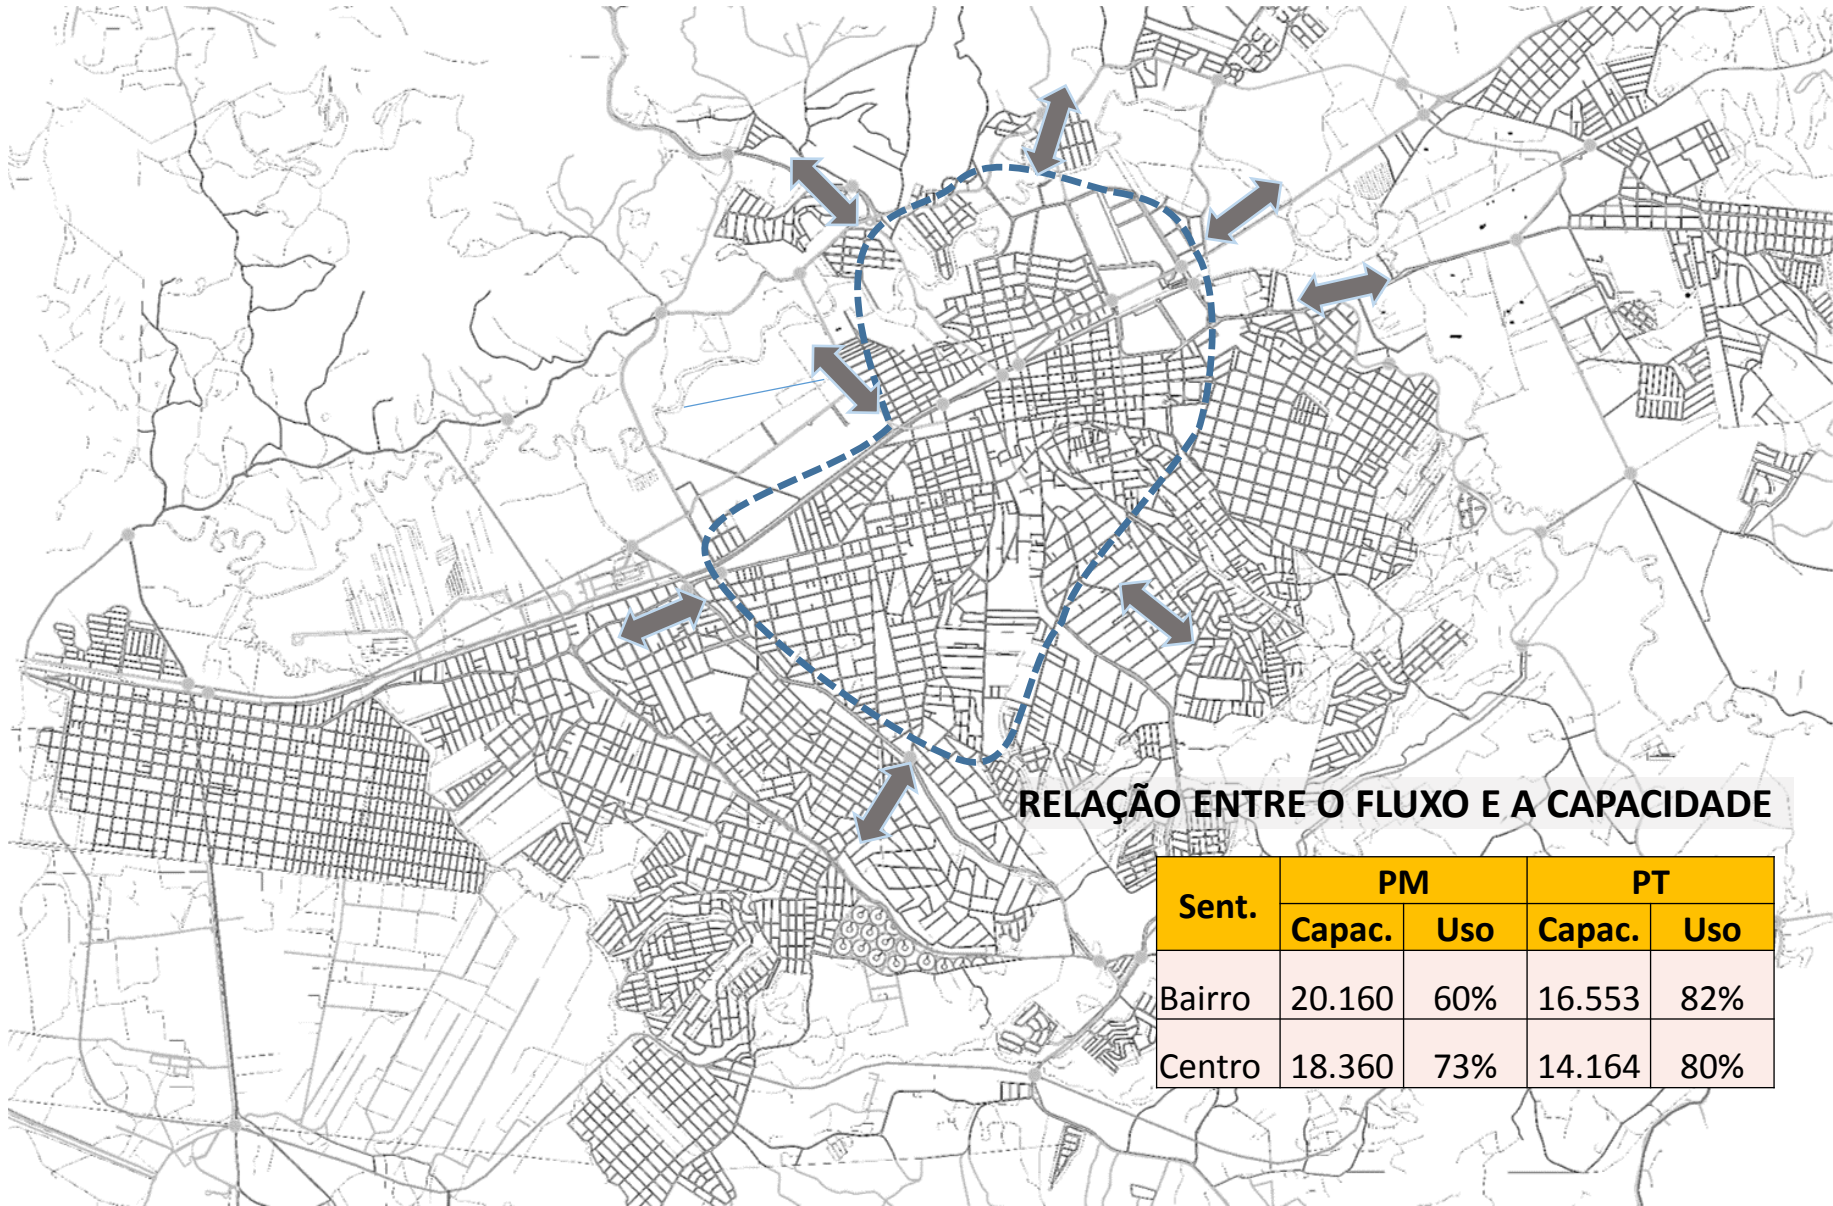 RELAÇÃO ENTRE O FLUXO E A CAPACIDADE
Sent. PM PT
Capac. Uso Capac. Uso
Bairro 20.160 60% 16.553 82%
Centro 18.360 73% 14.164 80%